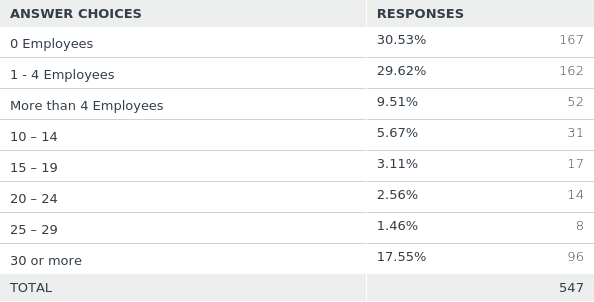 ANSWER CHOICES RESPONSES
0 Employees 30.53% 167
1 - 4 Employees 29.62% 162
More than 4 Employees 9.51% 52
10 – 14 5.67% 31
15 – 19 3.11% 17
20 – 24 2.56% 14
25 – 29 1.46% 8
30 or more 17.55% 96
TOTAL 547